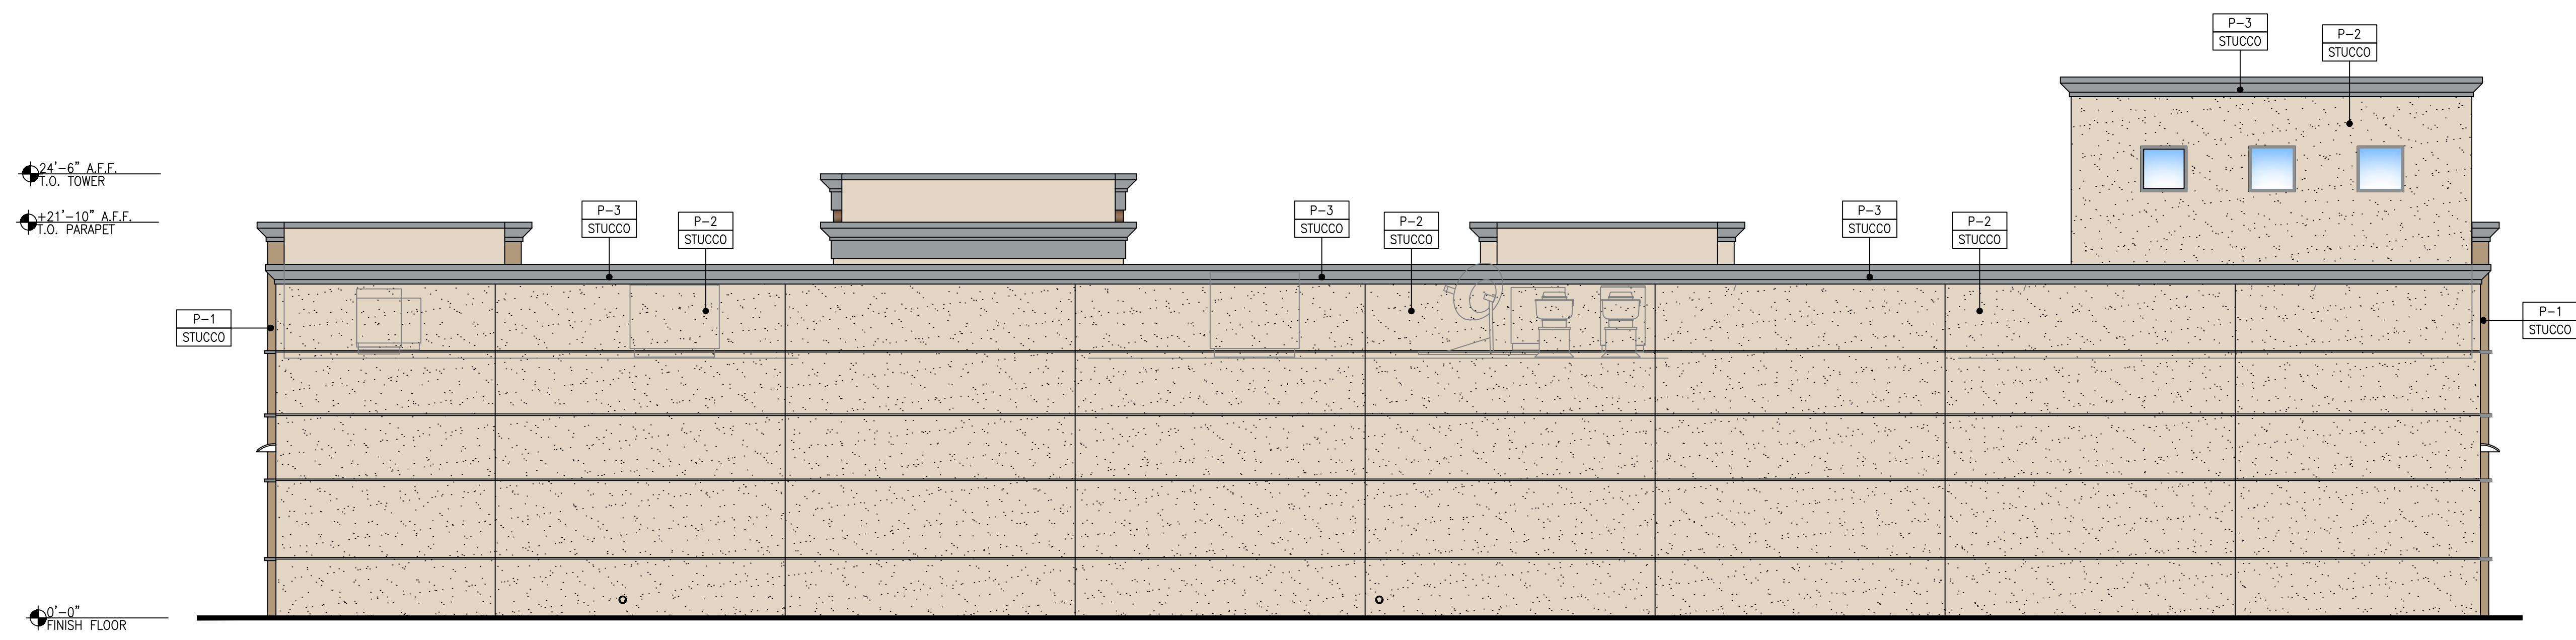 P-3
STUCCO
P-2
STUCCO
24'-6" A.F.F.
T.O. TOWER
+21'-10" A.F.F.
T.O. PARAPET
P-3
STUCCO
P-2
STUCCO
P-3
STUCCO
P-2
STUCCO
P-3
STUCCO
P-2
STUCCO
P-1
STUCCO
P-1
STUCCO
0'-0"
FINISH FLOOR